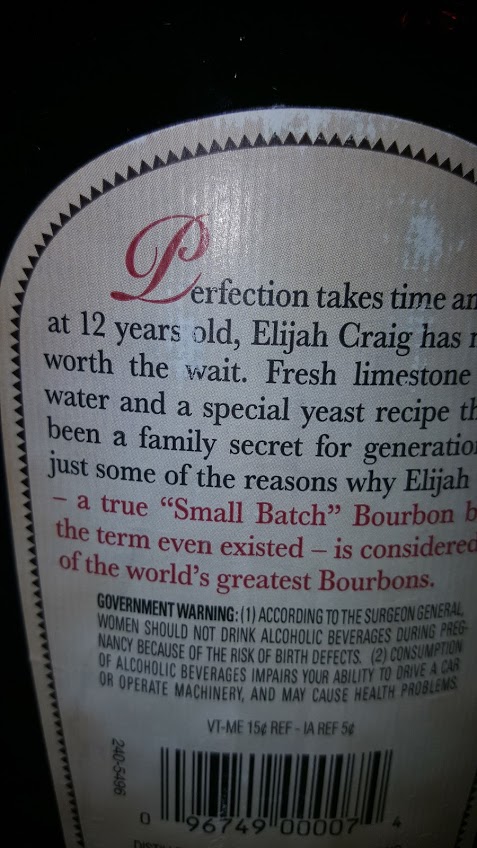 Perfection takes time an
at 12 years old, Elijah Craig has
worth the wait. Fresh limestone
water and a special yeast recipe th
been a family secret for generatio
just some of the reasons why Elijah
– a true “Small Batch” Bourbon b
the term even existed – is considered
of the world’s greatest Bourbons.
GOVERNMENT WARNING: (1) ACCORDING TO THE SURGEON GENERAL,
WOMEN SHOULD NOT DRINK ALCOHOLIC BEVERAGES DURING PREG-
NANCY BECAUSE OF THE RISK OF BIRTH DEFECTS. (2) CONSUMPTION
OF ALCOHOLIC BEVERAGES IMPAIRS YOUR ABILITY TO DRIVE A CAR
OR OPERATE MACHINERY, AND MAY CAUSE HEALTH PROBLEMS.
VT-ME 15¢ REF - IA REF 5¢
240-5496
0 96749 00007 4